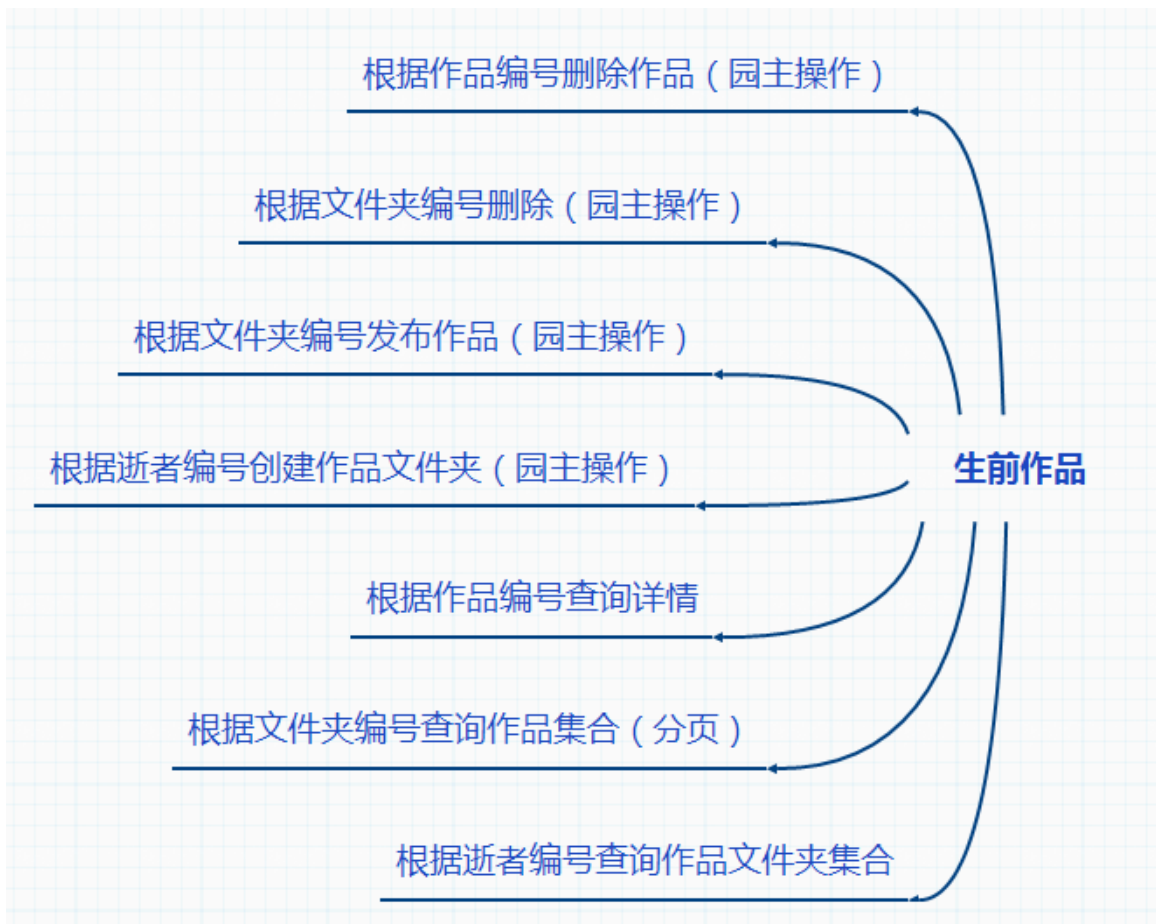 根据作品编号删除作品（园主操作）
根据文件夹编号删除（园主操作）
根据文件夹编号发布作品（园主操作）
根据逝者编号创建作品文件夹（园主操作）
生前作品
根据作品编号查询详情
根据文件夹编号查询作品集合（分页）
根据逝者编号查询作品文件夹集合